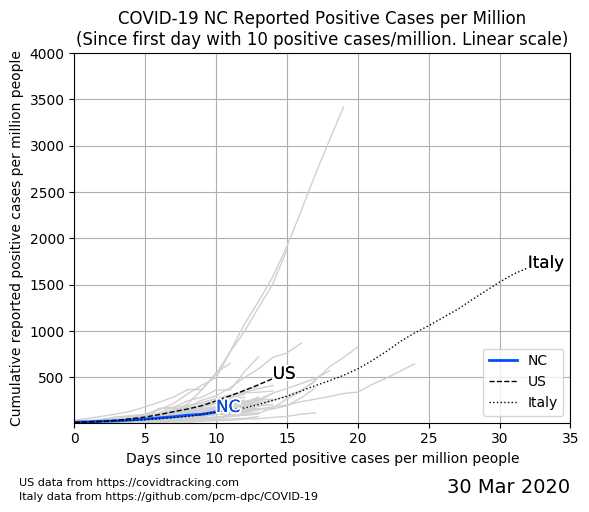 COVID-19 NC Reported Positive Cases per Million
(Since first day with 10 positive cases/million. Linear scale)
Cumulative reported positive cases per million people
4000
3500
3000
2500
2000
1500
1000
500
Italy
US
NC
NC
US
Italy
0 5 10 15 20 25 30 35
Days since 10 reported positive cases per million people
US data from https://covidtracking.com
Italy data from https://github.com/pcm-dpc/COVID-19
30 Mar 2020